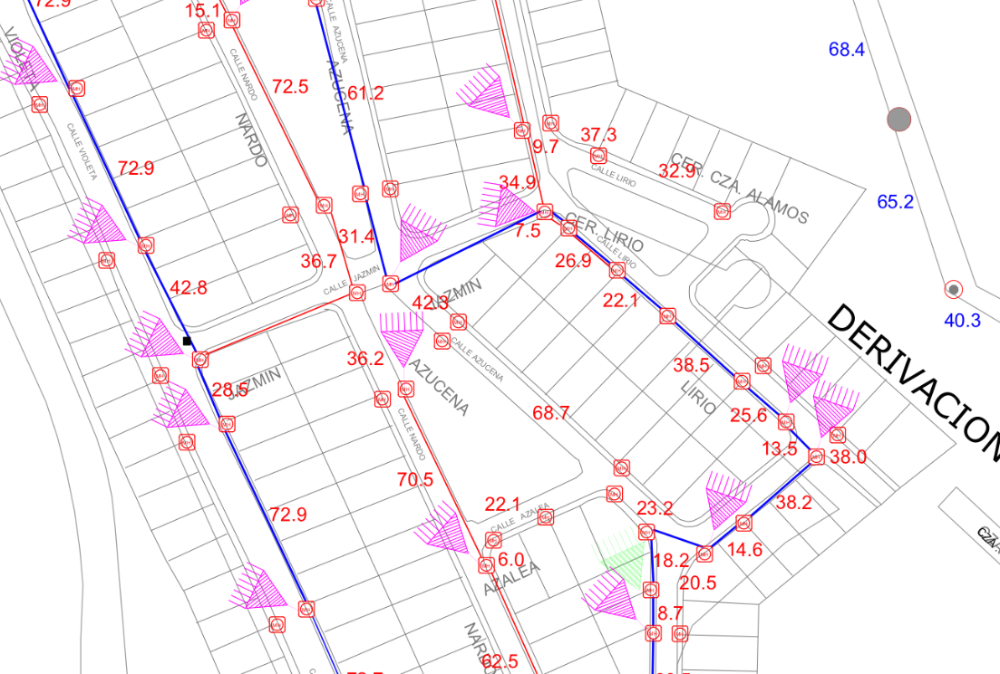 72.9
15.1
CALLE AZUCENA
68.4
VIOLETA
CALLE NARDO
72.5
61.2
AZUCENA
NARDO
9.7
37.3
CER. CZA. ALAMOS
32.9
CALLE LIRIO
CALLE VIOLETA
72.9
34.9
65.2
7.5
CER. LIRIO
CALLE LIRIO
31.4
36.7
26.9
CALLE JAZMIN
42.8
42.3
JAZMIN
22.1
40.3
DERIVACION
36.2
CALLE AZUCENA
AZUCENA
JAZMIN
28.5
38.5
LIRIO
68.7
25.6
CALLE NARDO
13.5
38.0
70.5
22.1
CALLE AZALEA
23.2
38.2
72.9
14.6
6.0
AZALEA
18.2
20.5
8.7
NARDO
62.5